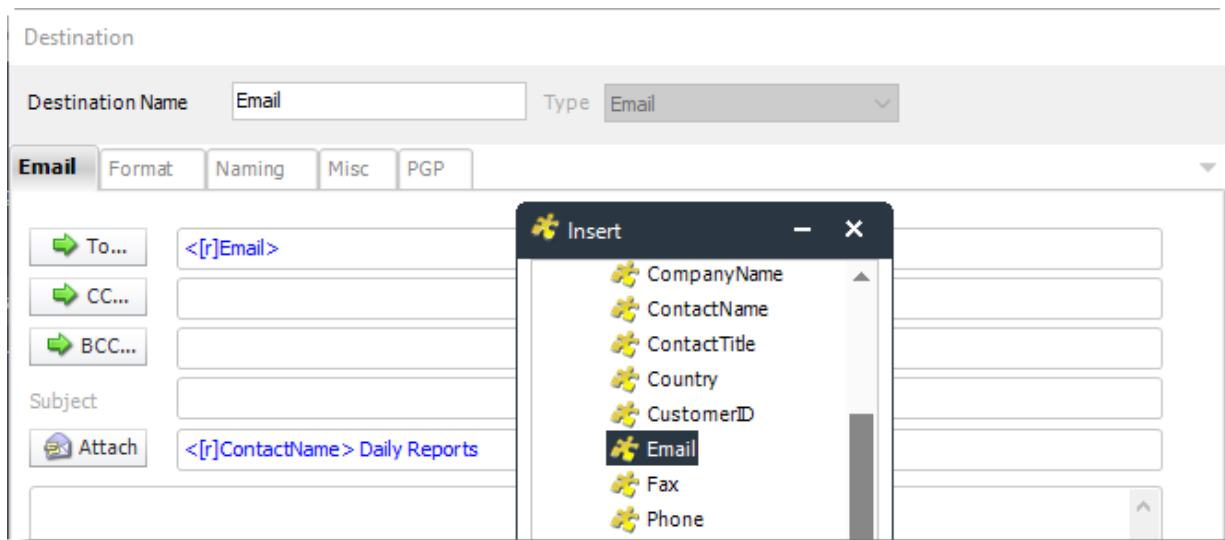 Destination
Destination Name Email Type Email
Email Format Naming Misc PGP
To... <[r]Email>
CC...
BCC...
Subject
Attach <[r]ContactName> Daily Reports
Insert
CompanyName
ContactName
ContactTitle
Country
CustomerID
Email
Fax
Phone